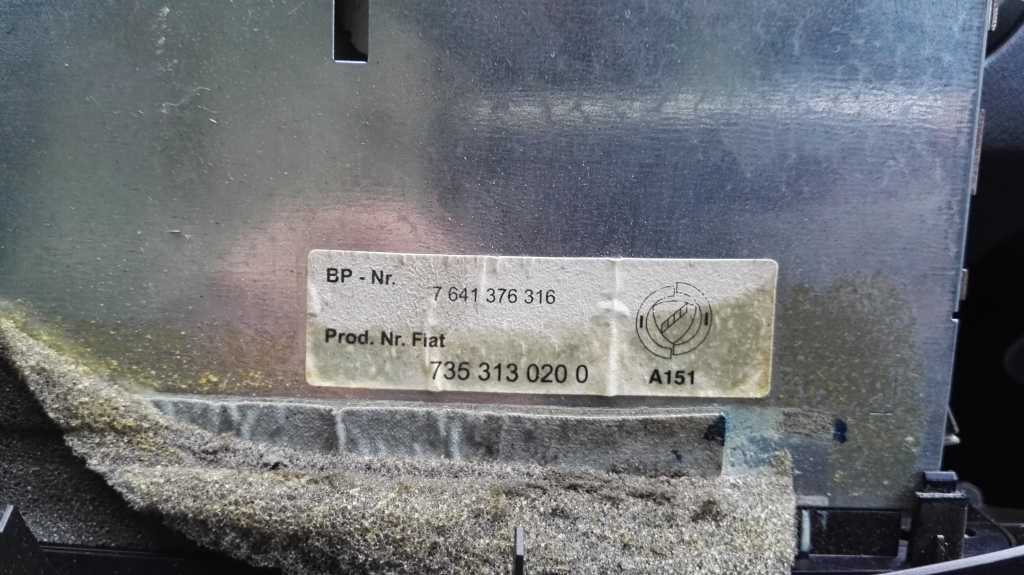 BP - Nr.
7 641 376 316
Prod. Nr. Fiat
735 313 020 0
A151